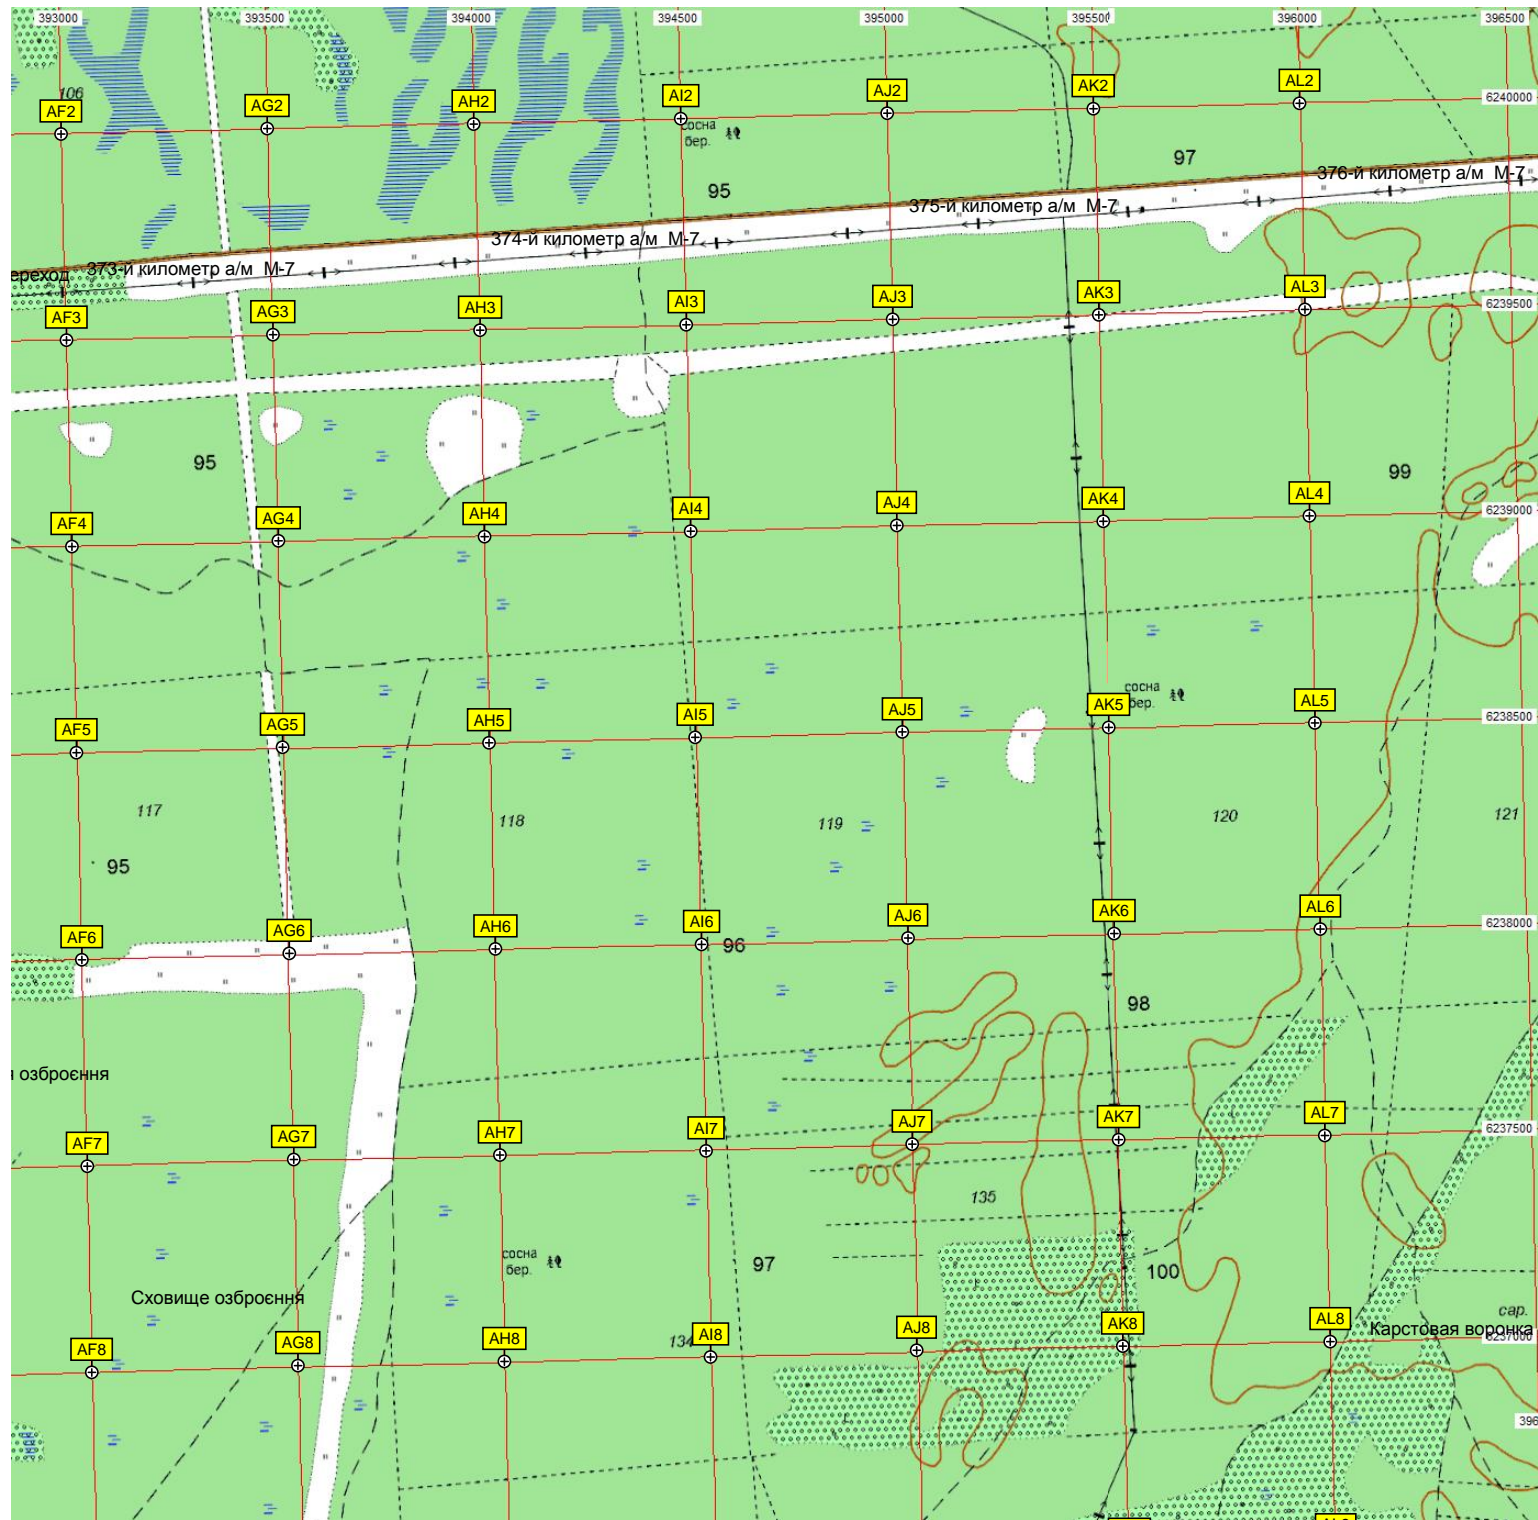 393000 393500 394000 394500 395000 395500 396000 396500
106
AF2 AG2 AH2 AI2 AJ2 AK2 AL2
6240000
сосна
бер.
97
95
376-й километр а/м М-7
375-й километр а/м М-7
374-й километр а/м М-7
ереход 373-й километр а/м М-7
AF3 AG3 AH3 AI3 AJ3 AK3 AL3
6239500
95
99
AF4 AG4 AH4 AI4 AJ4 AK4 AL4
6239000
сосна
бер.
AF5 AG5 AH5 AI5 AJ5 AK5 AL5
6238500
117 118 119 120 121
95
AF6 AG6 AH6 AI6 AJ6 AK6 AL6
6238000
96
98
я озброєння
AF7 AG7 AH7 AI7 AJ7 AK7 AL7
6237500
135
сосна
бер.
97
100
Сховище озброєння
сар.
Карстовая воронка
6237000
134
AF8 AG8 AH8 AI8 AJ8 AK8 AL8
396